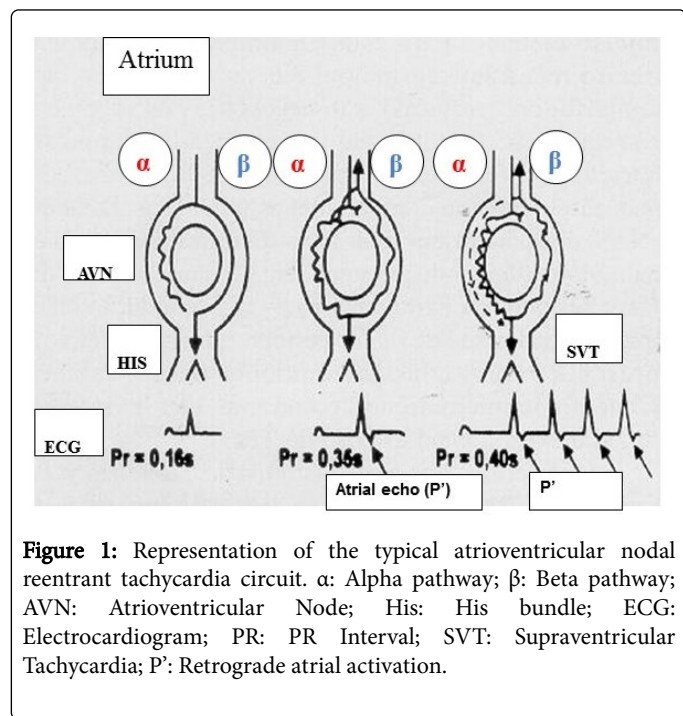 Atrium
α β α β α β
AVN
HIS
SVT
ECG
Pr = 0,16s Pr = 0,35s Pr = 0,40s
Atrial echo (P') P'
Figure 1: Representation of the typical atrioventricular nodal
reentrant tachycardia circuit. α: Alpha pathway; β: Beta pathway;
AVN: Atrioventricular Node; His: His bundle; ECG:
Electrocardiogram; PR: PR Interval; SVT: Supraventricular
Tachycardia; P’: Retrograde atrial activation.